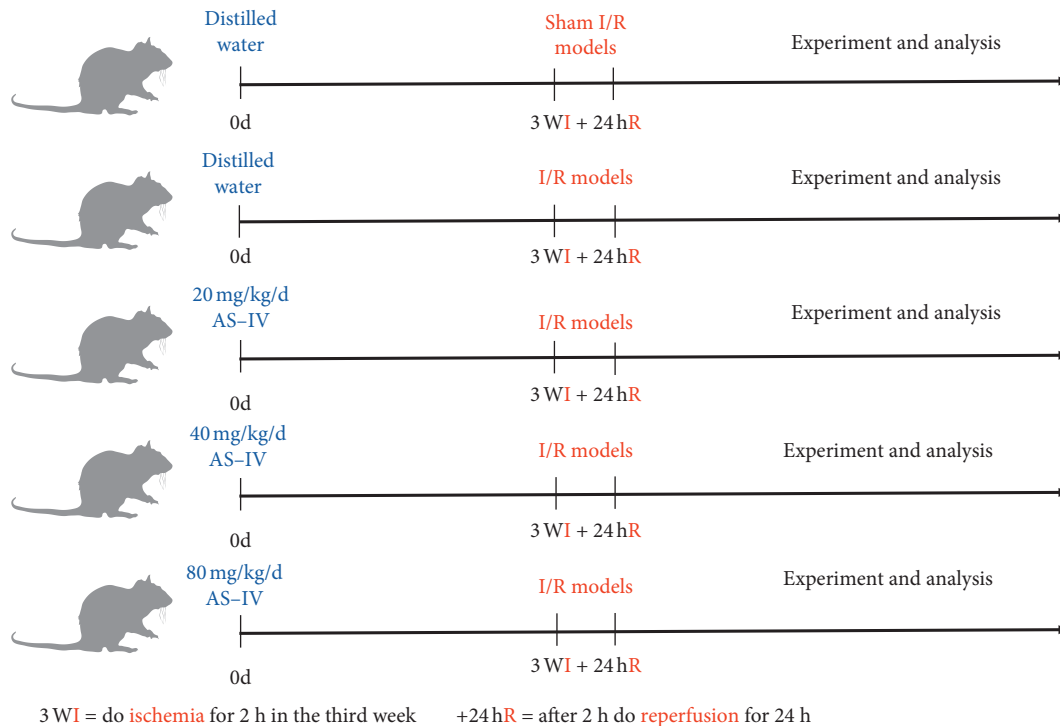 Distilled
water
Sham I/R
models
Experiment and analysis
0d
3 WI + 24 hR
Distilled
water
I/R models
Experiment and analysis
0d
3 WI + 24 hR
20 mg/kg/d
AS–IV
I/R models
Experiment and analysis
0d
3 WI + 24 hR
40 mg/kg/d
AS–IV
I/R models
Experiment and analysis
0d
3 WI + 24 hR
80 mg/kg/d
AS–IV
I/R models
Experiment and analysis
0d
3 WI + 24 hR
3 WI = do ischemia for 2 h in the third week +24 hR = after 2 h do reperfusion for 24 h